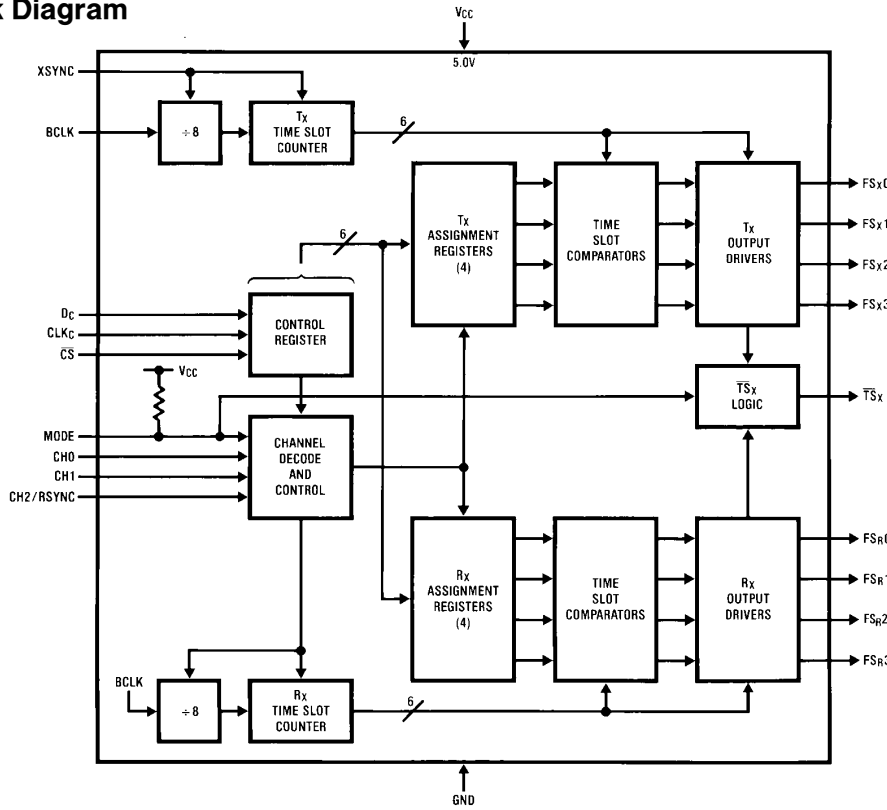 k Diagram
VCC
5.0V
XSYNC
BCLK
÷8
TX
TIME SLOT
COUNTER
6
6
TX
ASSIGNMENT
REGISTERS
(4)
TIME
SLOT
COMPARATORS
TX
OUTPUT
DRIVERS
FSX0
FSX1
FSX2
FSX3
DC
CLKC
C̅S̅
CONTROL
REGISTER
VCC
T̅S̅X
LOGIC
T̅S̅X
MODE
CH0
CH1
CH2/RSYNC
CHANNEL
DECODE
AND
CONTROL
RX
ASSIGNMENT
REGISTERS
(4)
TIME
SLOT
COMPARATORS
RX
OUTPUT
DRIVERS
FSR0
FSR1
FSR2
FSR3
BCLK
÷8
RX
TIME SLOT
COUNTER
6
GND